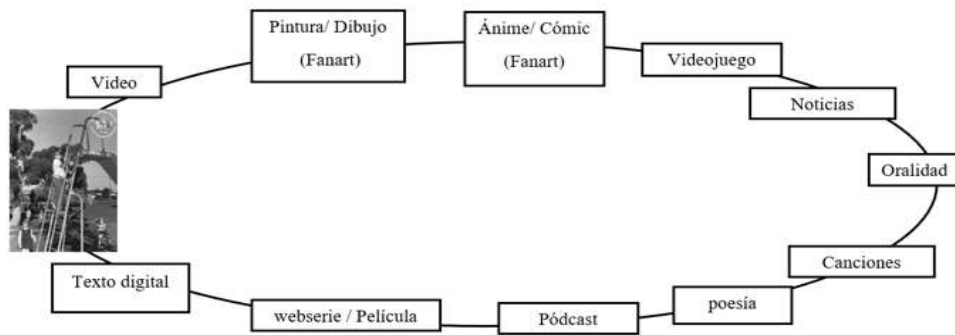 Pintura/ Dibujo
(Fanart)
Ánime/ Cómic
(Fanart)
Videojuego
Video
Noticias
Oralidad
Canciones
Texto digital
poesía
webserie / Película
Pódcast